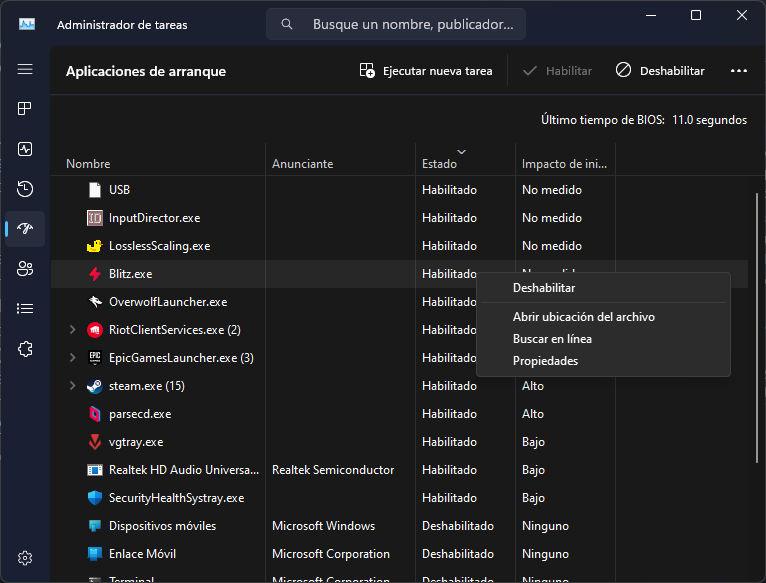 Administrador de tareas
Busque un nombre, publicador...
Aplicaciones de arranque
Ejecutar nueva tarea
Habilitar
Deshabilitar
Último tiempo de BIOS: 11.0 segundos
Nombre Anunciante Estado Impacto de ini...
USB Habilitado No medido
InputDirector.exe Habilitado No medido
LosslessScaling.exe Habilitado No medido
Blitz.exe Habilitado No medido
OverwolfLauncher.exe Habilitado
RiotClientServices.exe (2) Habilitado
EpicGamesLauncher.exe (3) Habilitado
steam.exe (15) Habilitado Alto
parsecd.exe Habilitado Alto
vgtray.exe Habilitado Bajo
Realtek HD Audio Universa... Realtek Semiconductor Habilitado Bajo
SecurityHealthSystray.exe Habilitado Bajo
Dispositivos móviles Microsoft Windows Deshabilitado Ninguno
Enlace Móvil Microsoft Corporation Deshabilitado Ninguno
Terminal Microsoft Corporation Deshabilitado Ninguno
Deshabilitar
Abrir ubicación del archivo
Buscar en línea
Propiedades